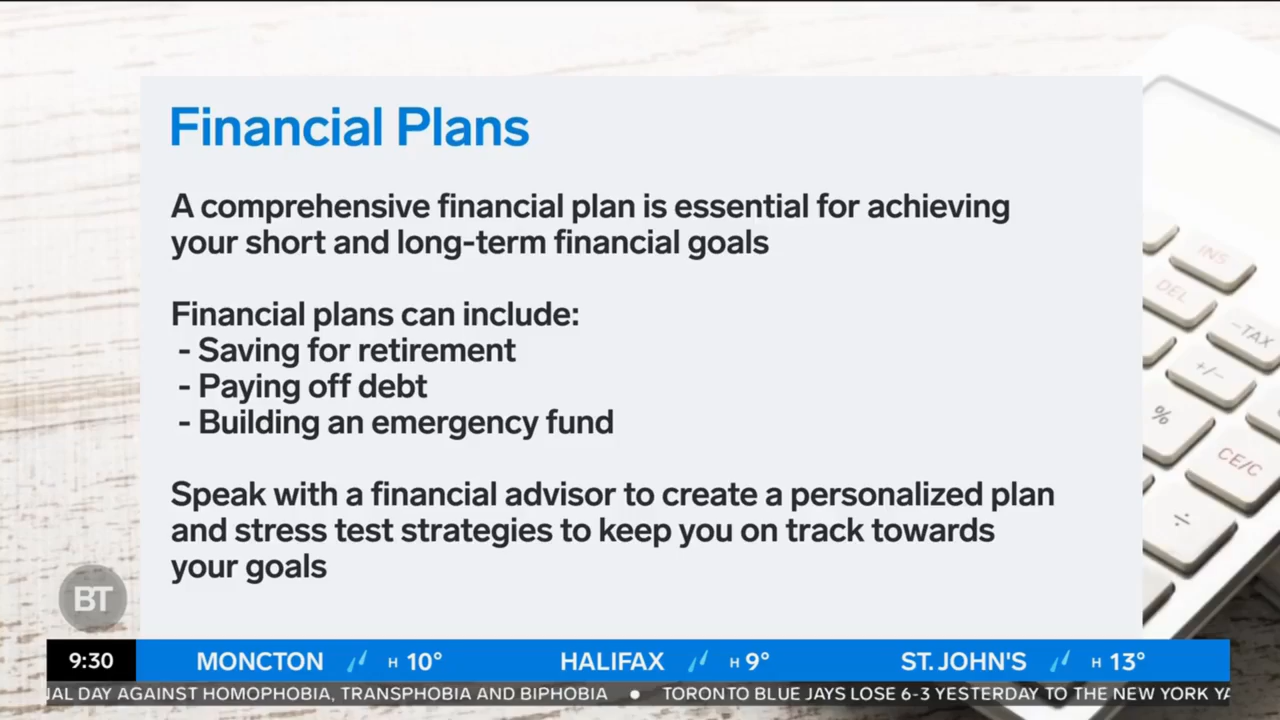 Financial Plans
A comprehensive financial plan is essential for achieving
your short and long-term financial goals
Financial plans can include:
- Saving for retirement
- Paying off debt
- Building an emergency fund
Speak with a financial advisor to create a personalized plan
and stress test strategies to keep you on track towards
your goals
INS
DEL
-TAX
+/-
%
CE/C
÷
BT
9:30 MONCTON H 10° HALIFAX H 9° ST. JOHN'S H 13°
DAY AGAINST HOMOPHOBIA, TRANSPHOBIA AND BIPHOBIA • TORONTO BLUE JAYS LOSE 6-3 YESTERDAY TO THE NEW YORK